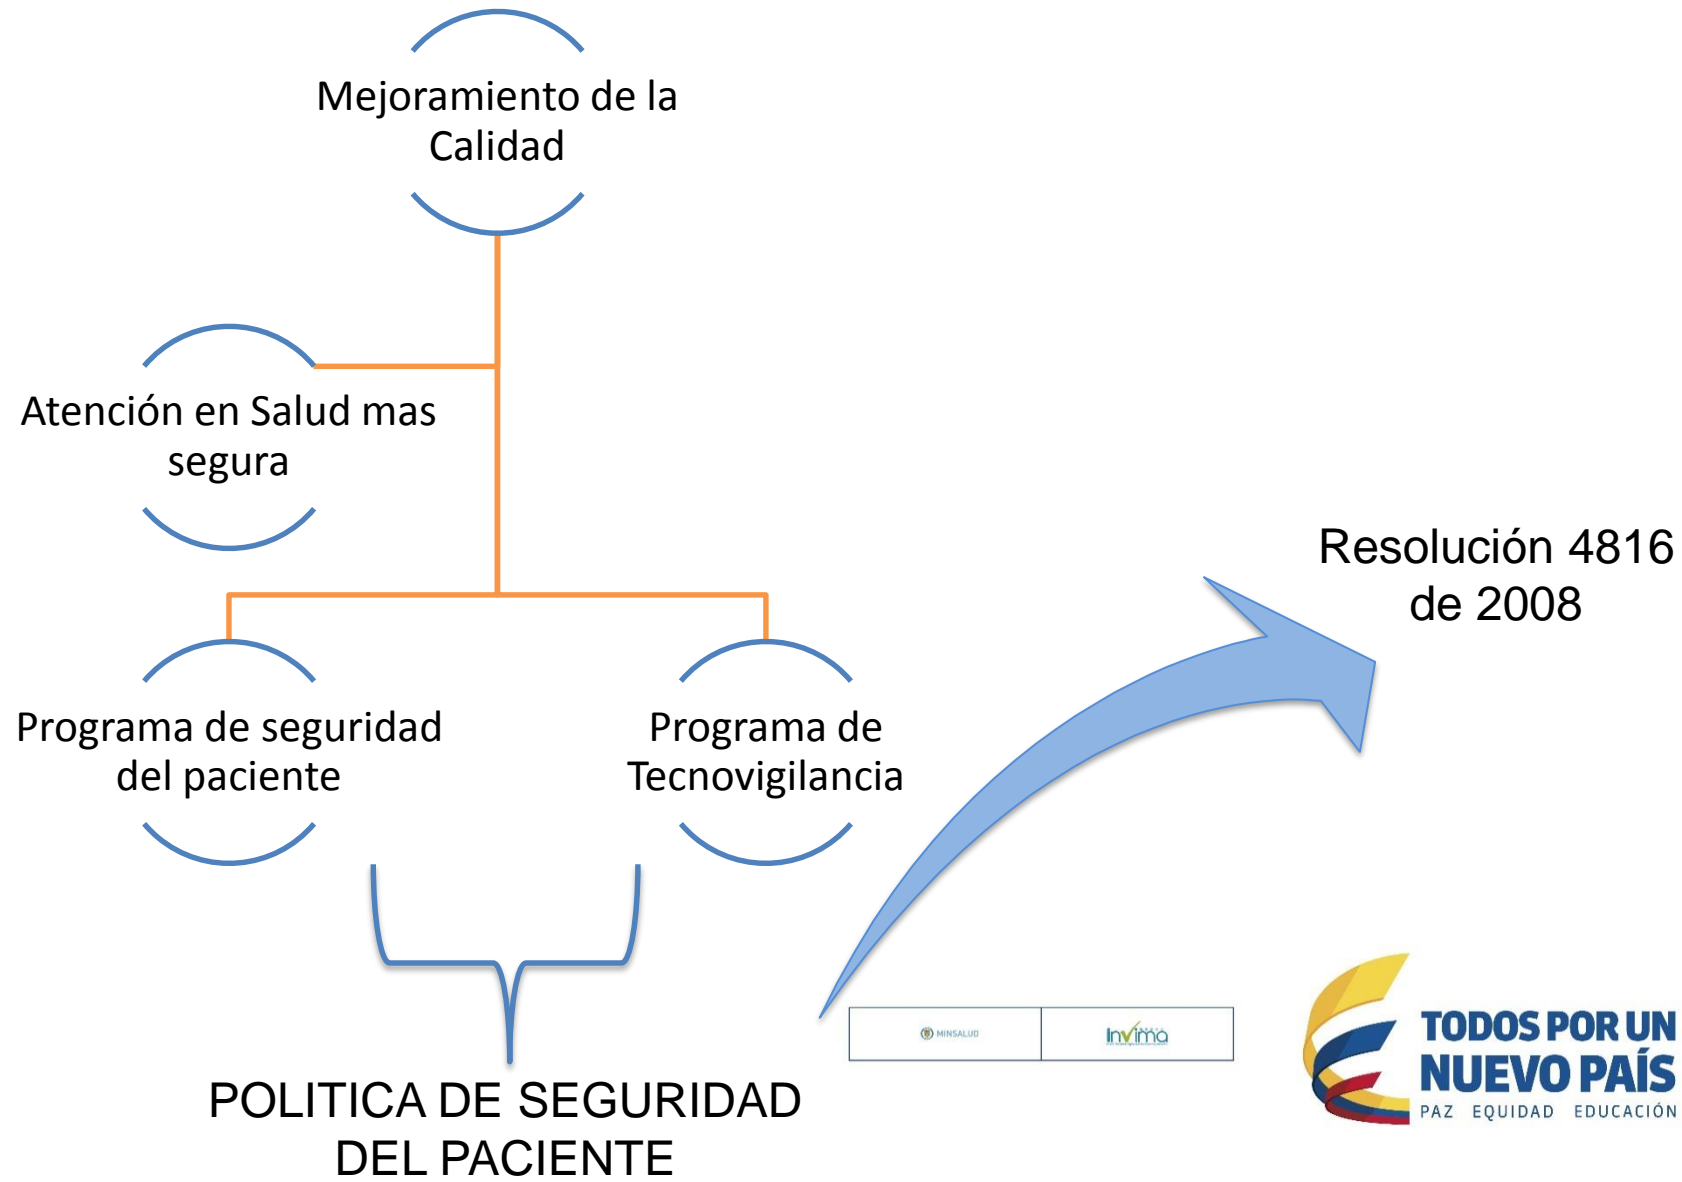 Mejoramiento de la
Calidad
Atención en Salud mas
segura
Programa de seguridad
del paciente
Programa de
Tecnovigilancia
Resolución 4816
de 2008
POLITICA DE SEGURIDAD
DEL PACIENTE
MINSALUD
Invima
TODOS POR UN
NUEVO PAÍS
PAZ EQUIDAD EDUCACIÓN